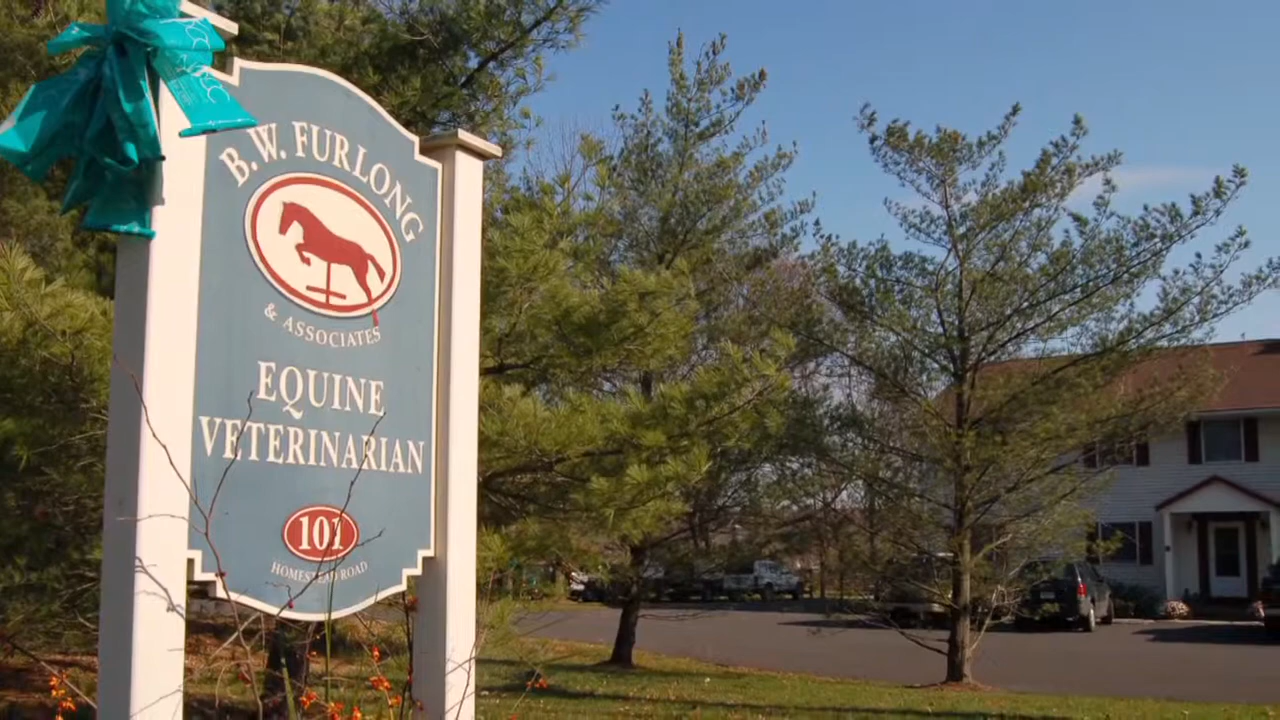 B.W. FURLONG
& ASSOCIATES
EQUINE
VETERINARIAN
101
HOMESTEAD ROAD